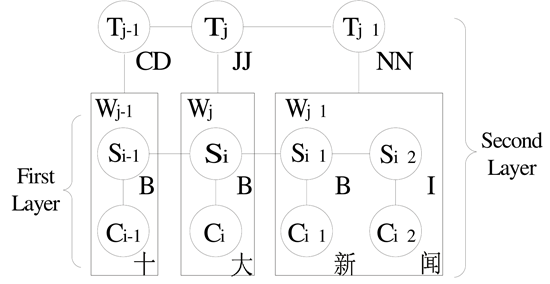 Tj-1 Tj Tj 1
CD JJ NN
Wj-1 Wj Wj 1
Si-1 Si Si 1 Si 2
B B B I
Ci-1 Ci Ci 1 Ci 2
十 大 新 闻
First
Layer
Second
Layer